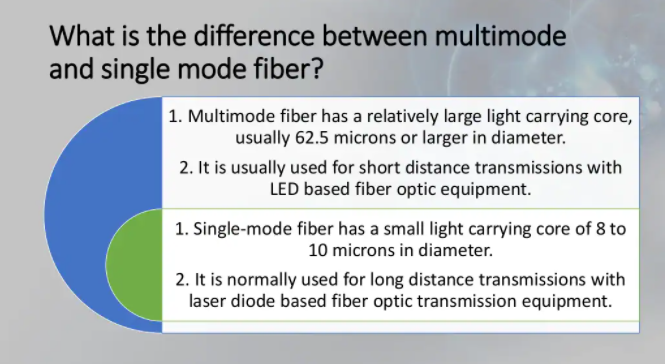 What is the difference between multimode
and single mode fiber?
1. Multimode fiber has a relatively large light carrying core,
usually 62.5 microns or larger in diameter.
2. It is usually used for short distance transmissions with
LED based fiber optic equipment.
1. Single-mode fiber has a small light carrying core of 8 to
10 microns in diameter.
2. It is normally used for long distance transmissions with
laser diode based fiber optic transmission equipment.